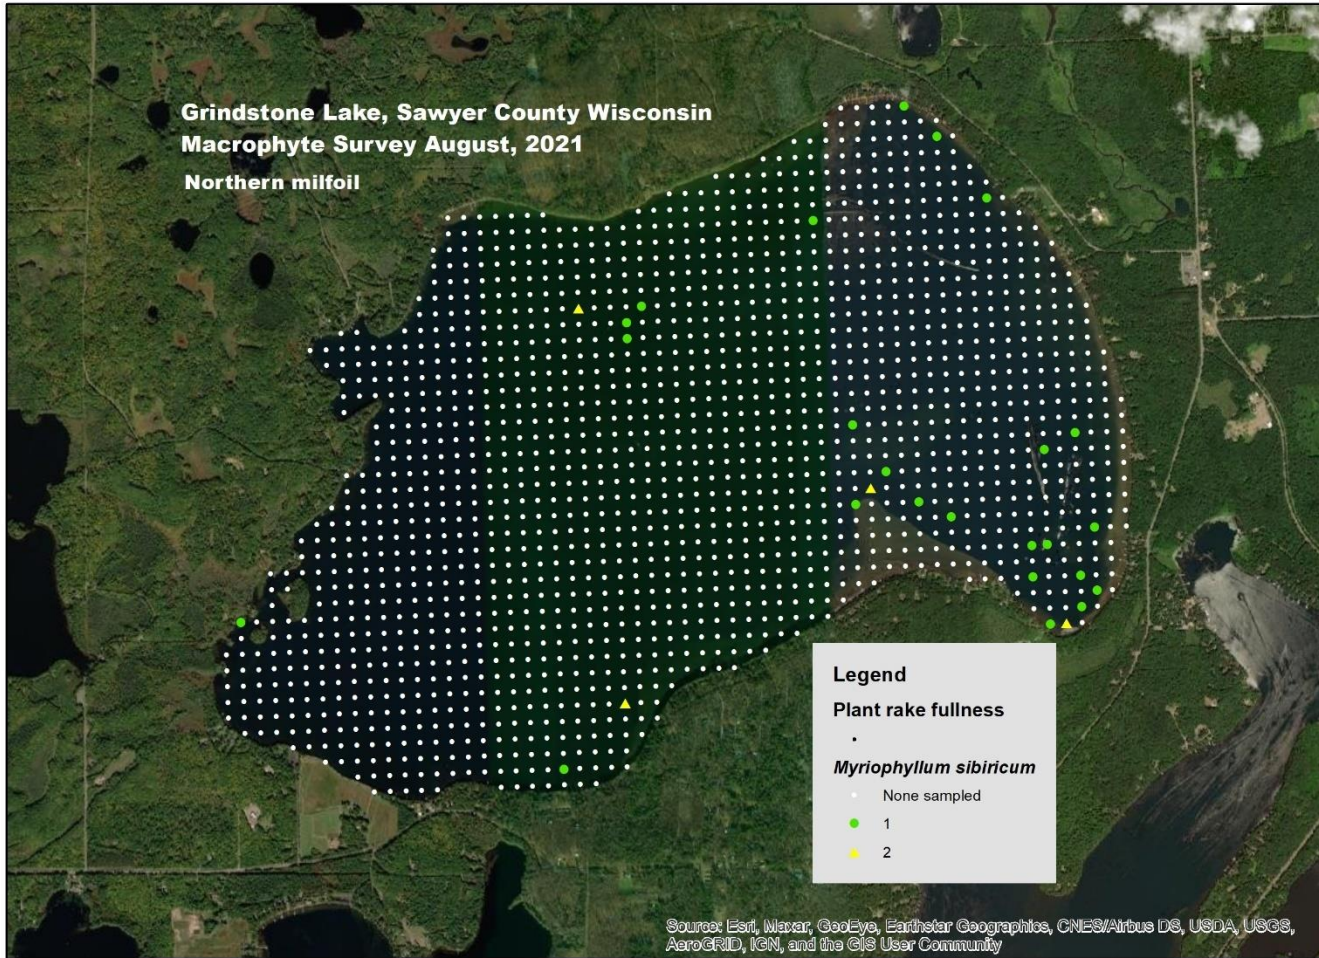 Grindstone Lake, Sawyer County Wisconsin
Macrophyte Survey August, 2021
Northern milfoil
Legend
Plant rake fullness
Myriophyllum sibiricum
None sampled
1
2
Source: Esri, Maxar, GeoEye, Earthstar Geographics, CNES/Airbus DS, USDA, USGS,
AeroGRID, IGN, and the GIS User Community